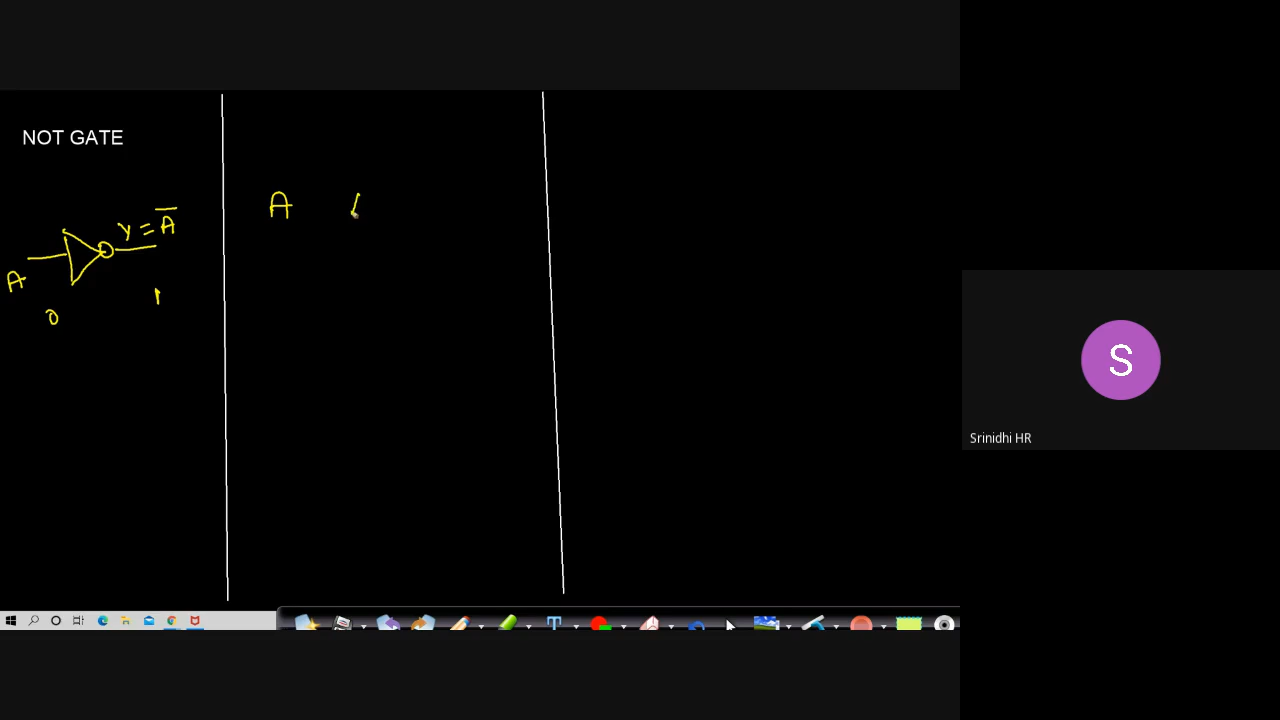 NOT GATE
A
Y = A̅
A
0
1
S
Srinidhi HR